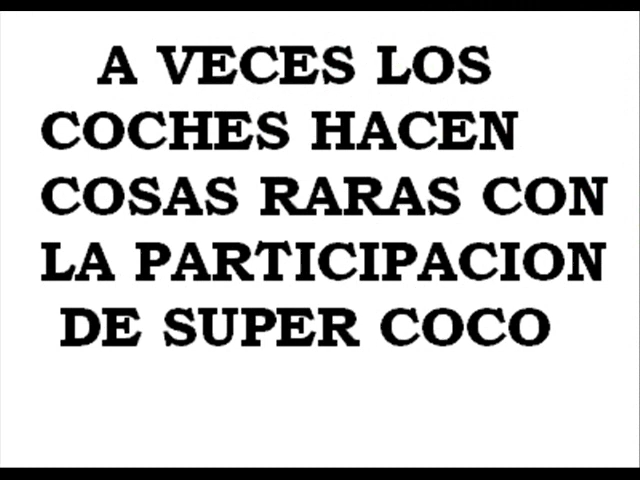 A VECES LOS
COCHES HACEN
COSAS RARAS CON
LA PARTICIPACION
DE SUPER COCO